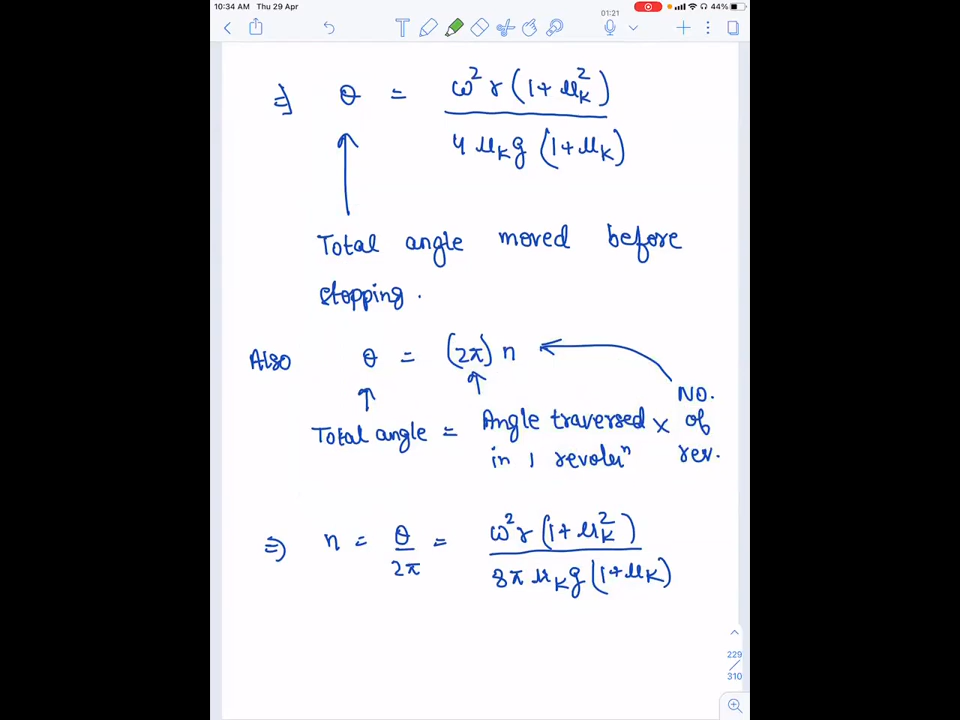 10:34 AM Thu 29 Apr
44%
01:21
T
⇒ θ = ω²r(1+μₖ²) / 4μₖg(1+μₖ)
Total angle moved before
stopping.
Also θ = (2π) n
Total angle = Angle traversed in 1 revoluⁿ × NO. of rev.
⇒ n = θ/2π = ω²r(1+μₖ²) / 8πμₖg(1+μₖ)
229
/
310